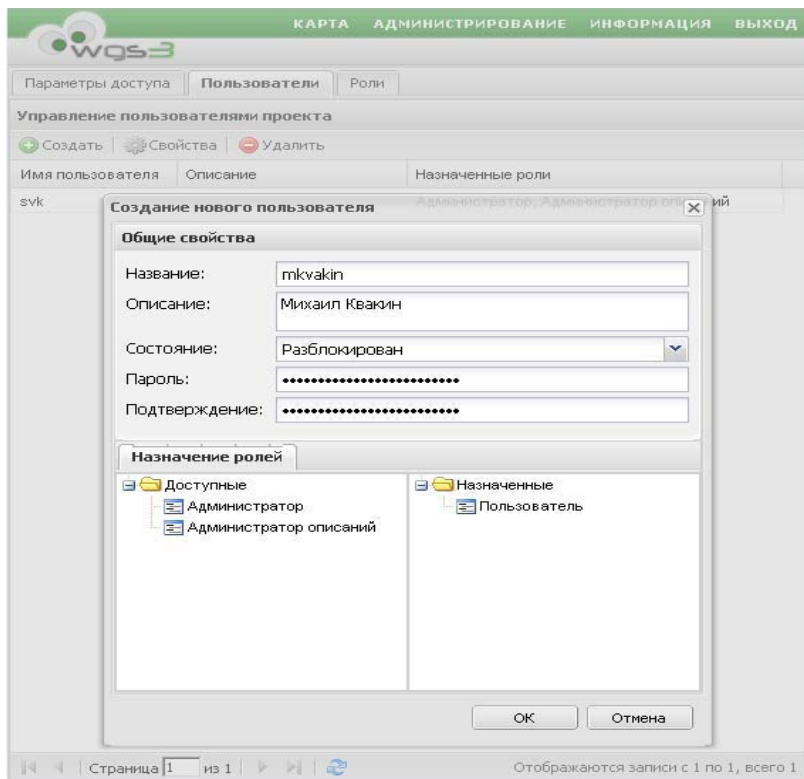 КАРТА АДМИНИСТРИРОВАНИЕ ИНФОРМАЦИЯ ВЫХОД
wgs3
Параметры доступа Пользователи Роли
Управление пользователями проекта
Создать Свойства Удалить
Имя пользователя Описание Назначенные роли
svk Администратор; Администратор описаний
Создание нового пользователя
Общие свойства
Название: mkvakin
Описание: Михаил Квакин
Состояние: Разблокирован
Пароль: ••••••••••••••••••••••••
Подтверждение: ••••••••••••••••••••••••
Назначение ролей
Доступные Назначенные
Администратор Пользователь
Администратор описаний
ОК Отмена
Страница 1 из 1 Отображаются записи с 1 по 1, всего 1